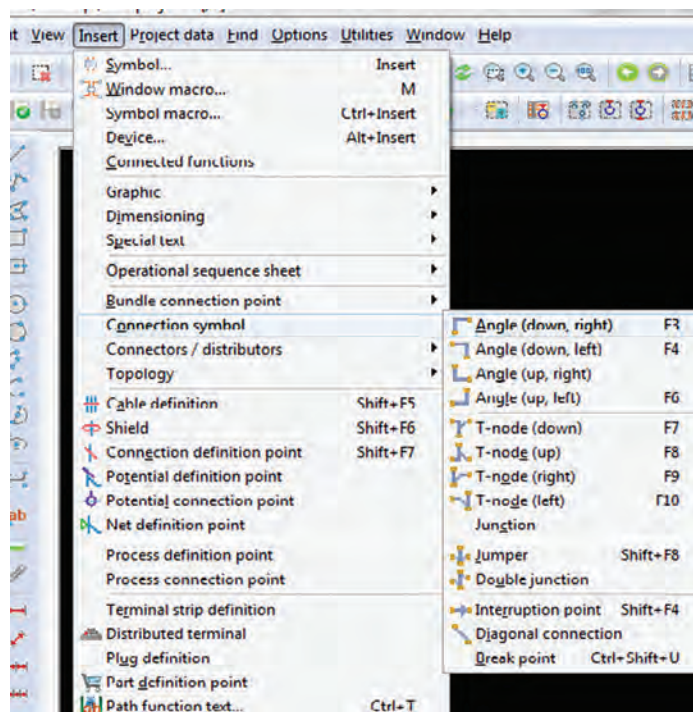 View Insert Project data Find Options Utilities Window Help
Symbol... Insert
Window macro... M
Symbol macro... Ctrl+Insert
Device... Alt+Insert
Connected functions
Graphic
Dimensioning
Special text
Operational sequence sheet
Bundle connection point
Connection symbol
Connectors / distributors
Topology
Cable definition Shift+F5
Shield Shift+F6
Connection definition point Shift+F7
Potential definition point
Potential connection point
Net definition point
Process definition point
Process connection point
Terminal strip definition
Distributed terminal
Plug definition
Part definition point
Path function text... Ctrl+T
Angle (down, right) F3
Angle (down, left) F4
Angle (up, right)
Angle (up, left) F6
T-node (down) F7
T-node (up) F8
T-node (right) F9
T-node (left) F10
Junction
Jumper Shift+F8
Double junction
Interruption point Shift+F4
Diagonal connection
Break point Ctrl+Shift+U
ab